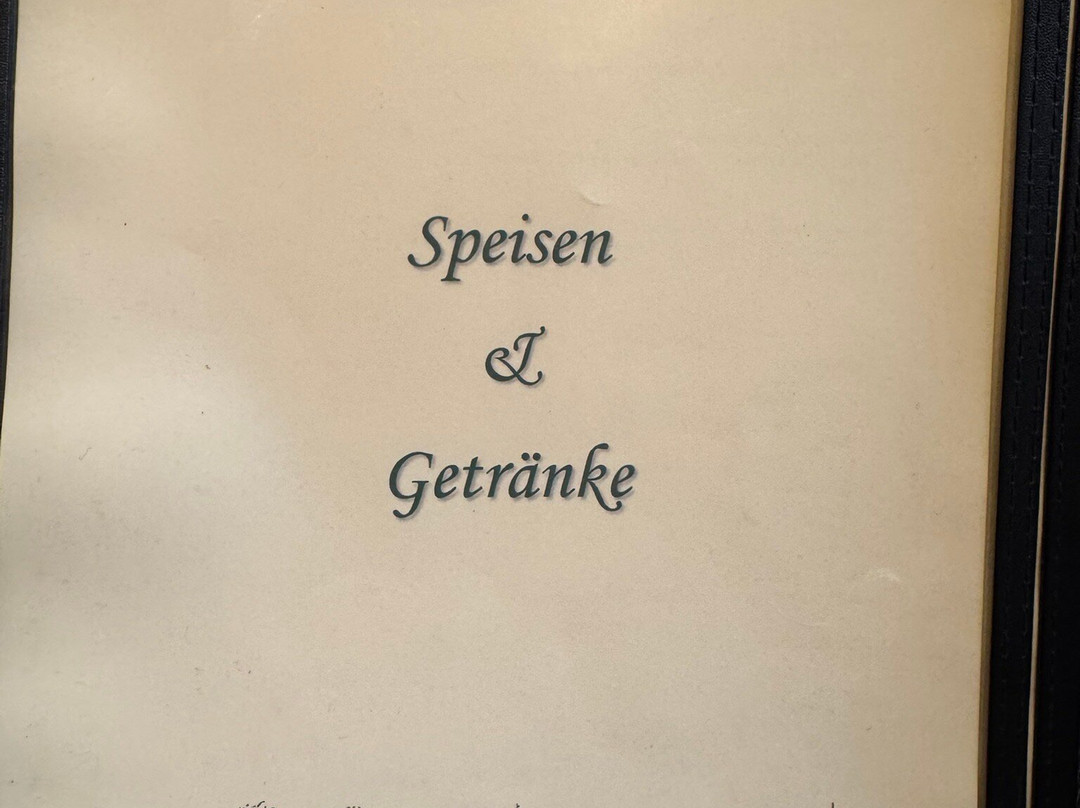 Speisen
&
Getränke